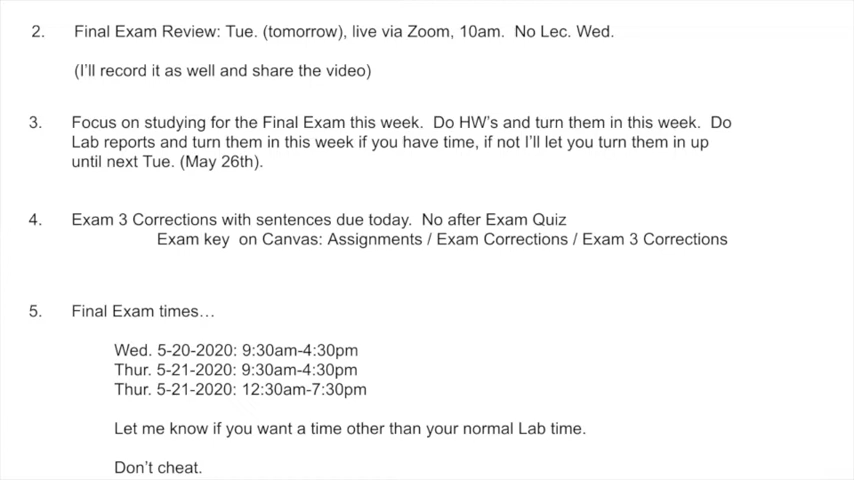 2. Final Exam Review: Tue. (tomorrow), live via Zoom, 10am. No Lec. Wed.
(I'll record it as well and share the video)
3. Focus on studying for the Final Exam this week. Do HW's and turn them in this week. Do
Lab reports and turn them in this week if you have time, if not I'll let you turn them in up
until next Tue. (May 26th).
4. Exam 3 Corrections with sentences due today. No after Exam Quiz
Exam key on Canvas: Assignments / Exam Corrections / Exam 3 Corrections
5. Final Exam times…
Wed. 5-20-2020: 9:30am-4:30pm
Thur. 5-21-2020: 9:30am-4:30pm
Thur. 5-21-2020: 12:30am-7:30pm
Let me know if you want a time other than your normal Lab time.
Don't cheat.